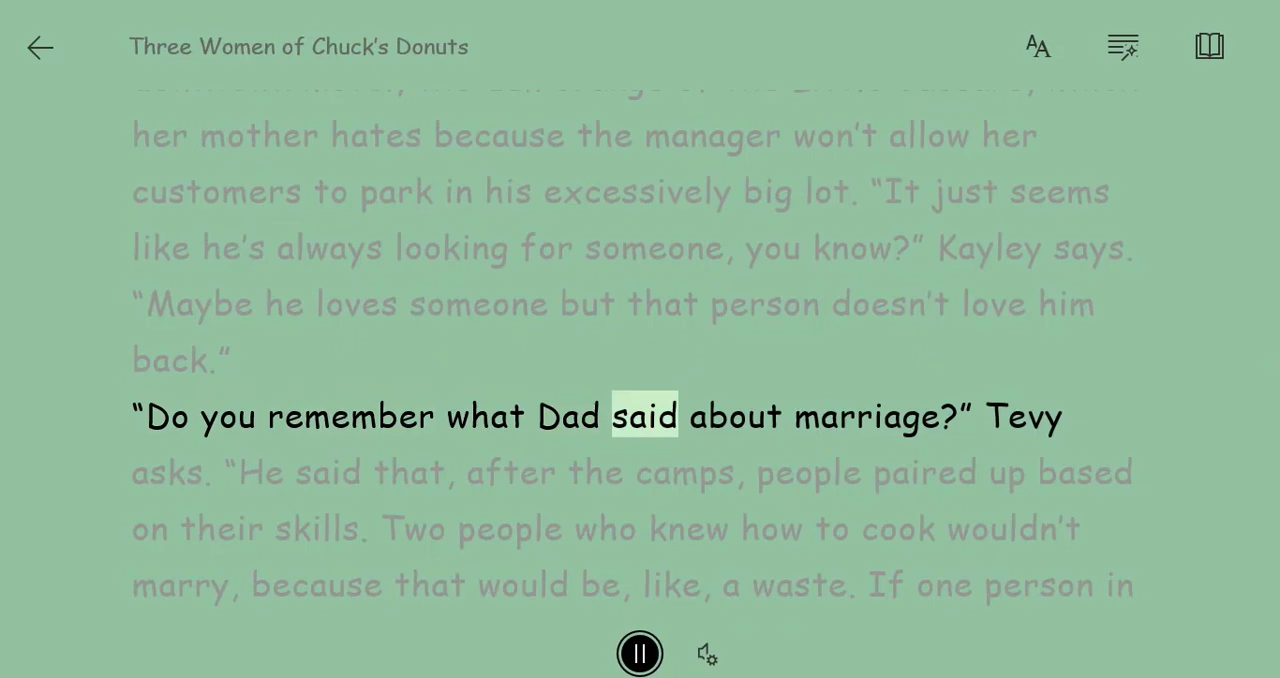 Three Women of Chuck's Donuts
her mother hates because the manager won't allow her
customers to park in his excessively big lot. “It just seems
like he's always looking for someone, you know?” Kayley says.
“Maybe he loves someone but that person doesn't love him
back.”
“Do you remember what Dad said about marriage?” Tevy
asks. “He said that, after the camps, people paired up based
on their skills. Two people who knew how to cook wouldn't
marry, because that would be, like, a waste. If one person in